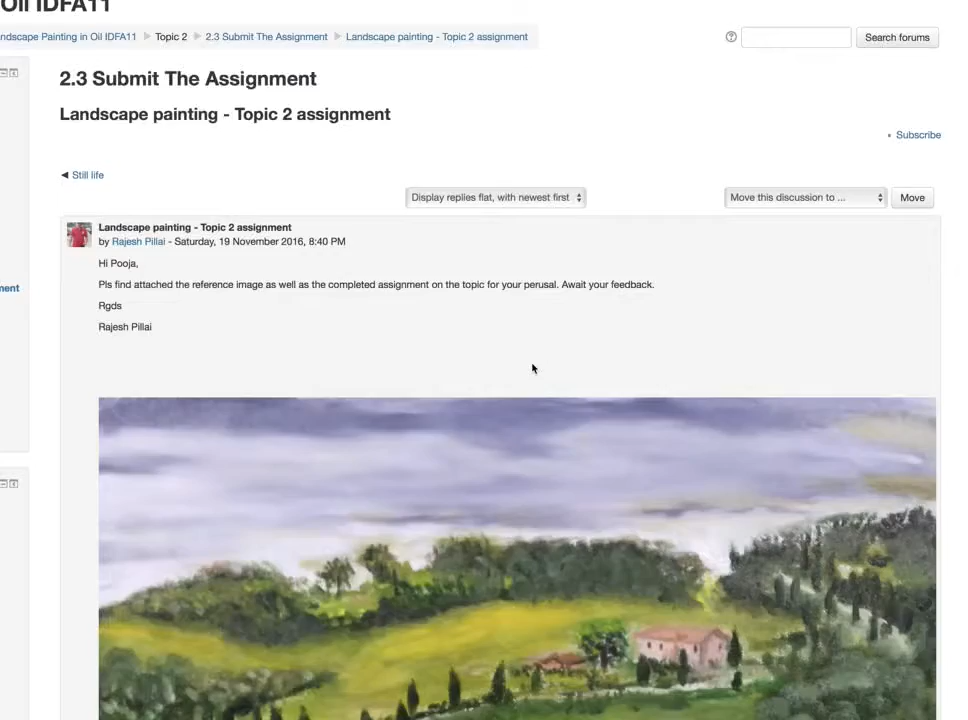 Oil IDFA11
ndscape Painting in Oil IDFA11 ▶ Topic 2 ▶ 2.3 Submit The Assignment ▶ Landscape painting - Topic 2 assignment
Search forums
2.3 Submit The Assignment
Landscape painting - Topic 2 assignment
Subscribe
◀ Still life
Display replies flat, with newest first
Move this discussion to ...
Move
Landscape painting - Topic 2 assignment
by Rajesh Pillai - Saturday, 19 November 2016, 8:40 PM
Hi Pooja,
Pls find attached the reference image as well as the completed assignment on the topic for your perusal. Await your feedback.
ment
Rgds
Rajesh Pillai